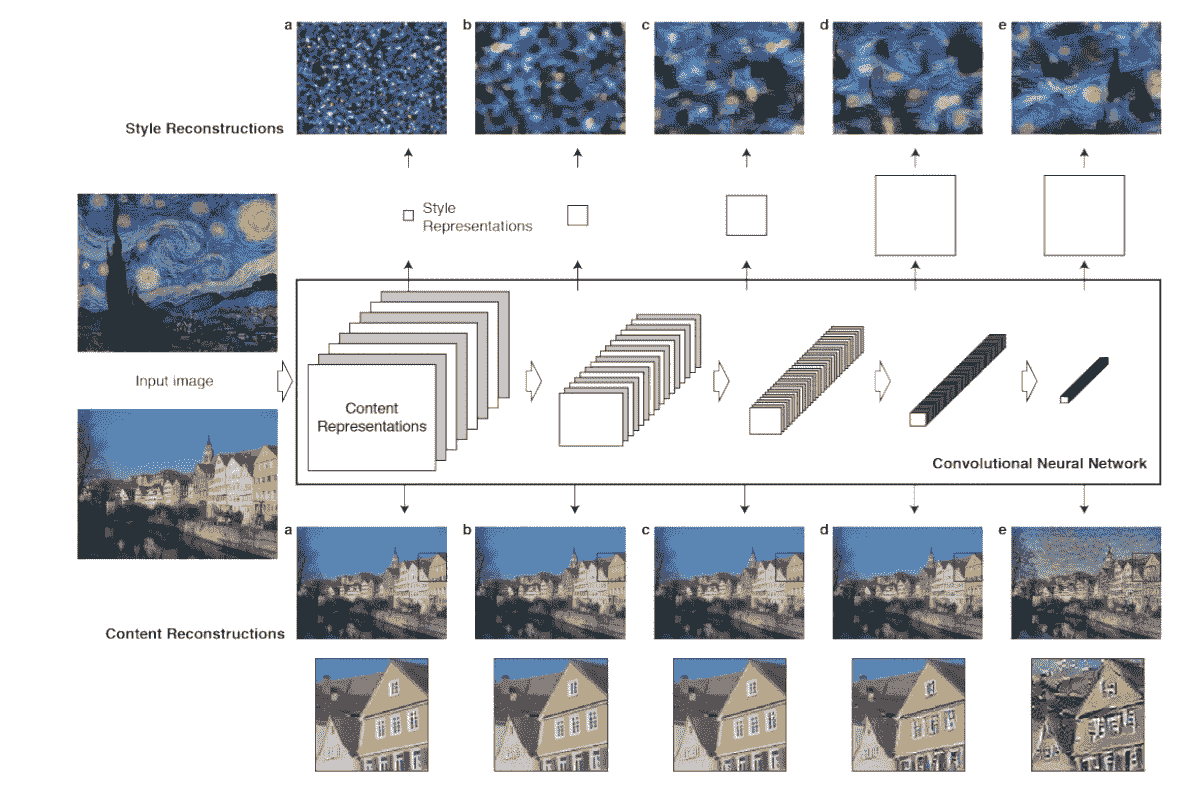 a b c d e
Style Reconstructions
Style
Representations
Input image
Content
Representations
Convolutional Neural Network
a b c d e
Content Reconstructions